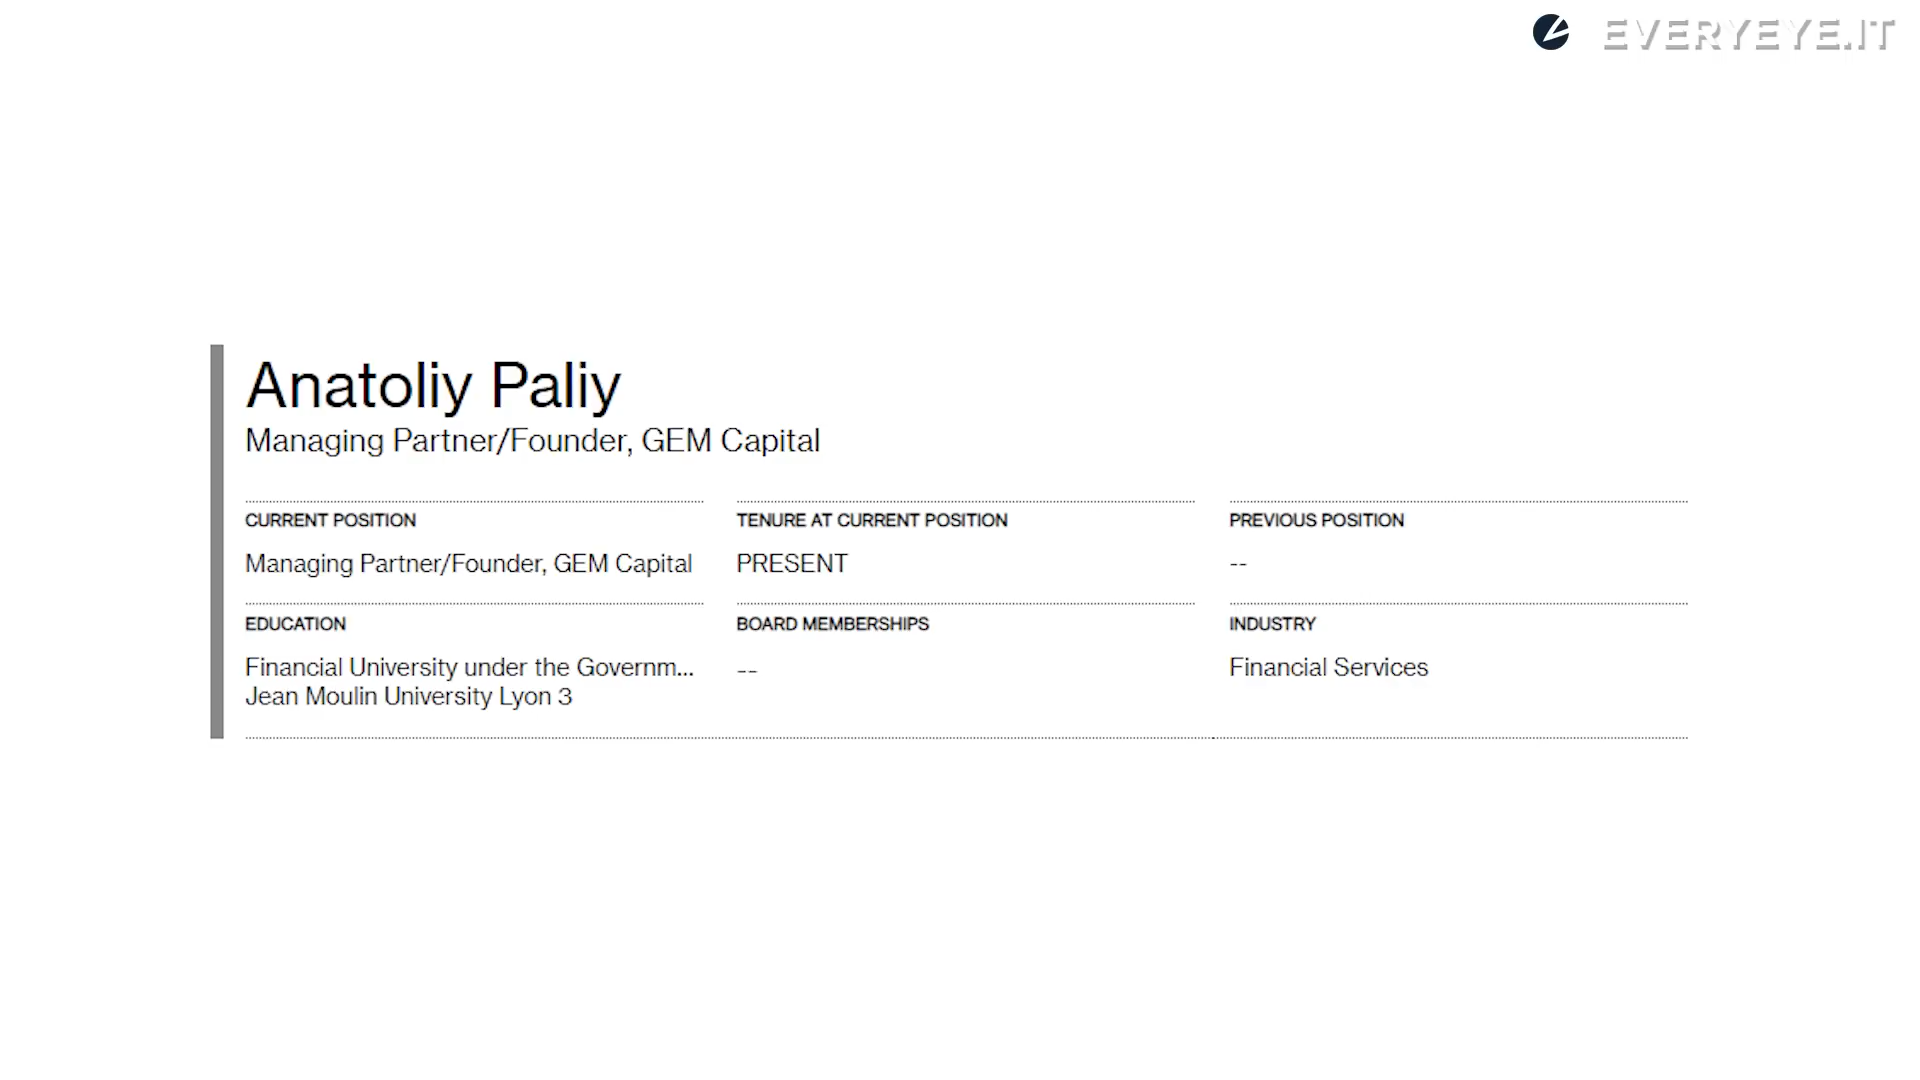 EVERYEYE.IT
Anatoliy Paliy
Managing Partner/Founder, GEM Capital
CURRENT POSITION
Managing Partner/Founder, GEM Capital
TENURE AT CURRENT POSITION
PRESENT
PREVIOUS POSITION
--
EDUCATION
Financial University under the Governm...
Jean Moulin University Lyon 3
BOARD MEMBERSHIPS
--
INDUSTRY
Financial Services